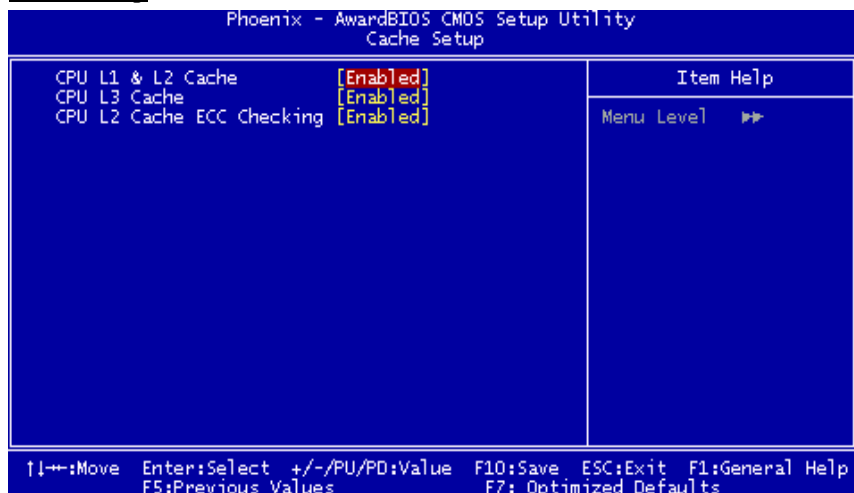 Phoenix - AwardBIOS CMOS Setup Utility
Cache Setup
CPU L1 & L2 Cache [Enabled]
CPU L3 Cache [Enabled]
CPU L2 Cache ECC Checking [Enabled]
Item Help
Menu Level ▶▶
↑↓→←:Move Enter:Select +/-/PU/PD:Value F10:Save ESC:Exit F1:General Help
F5:Previous Values F7: Optimized Defaults